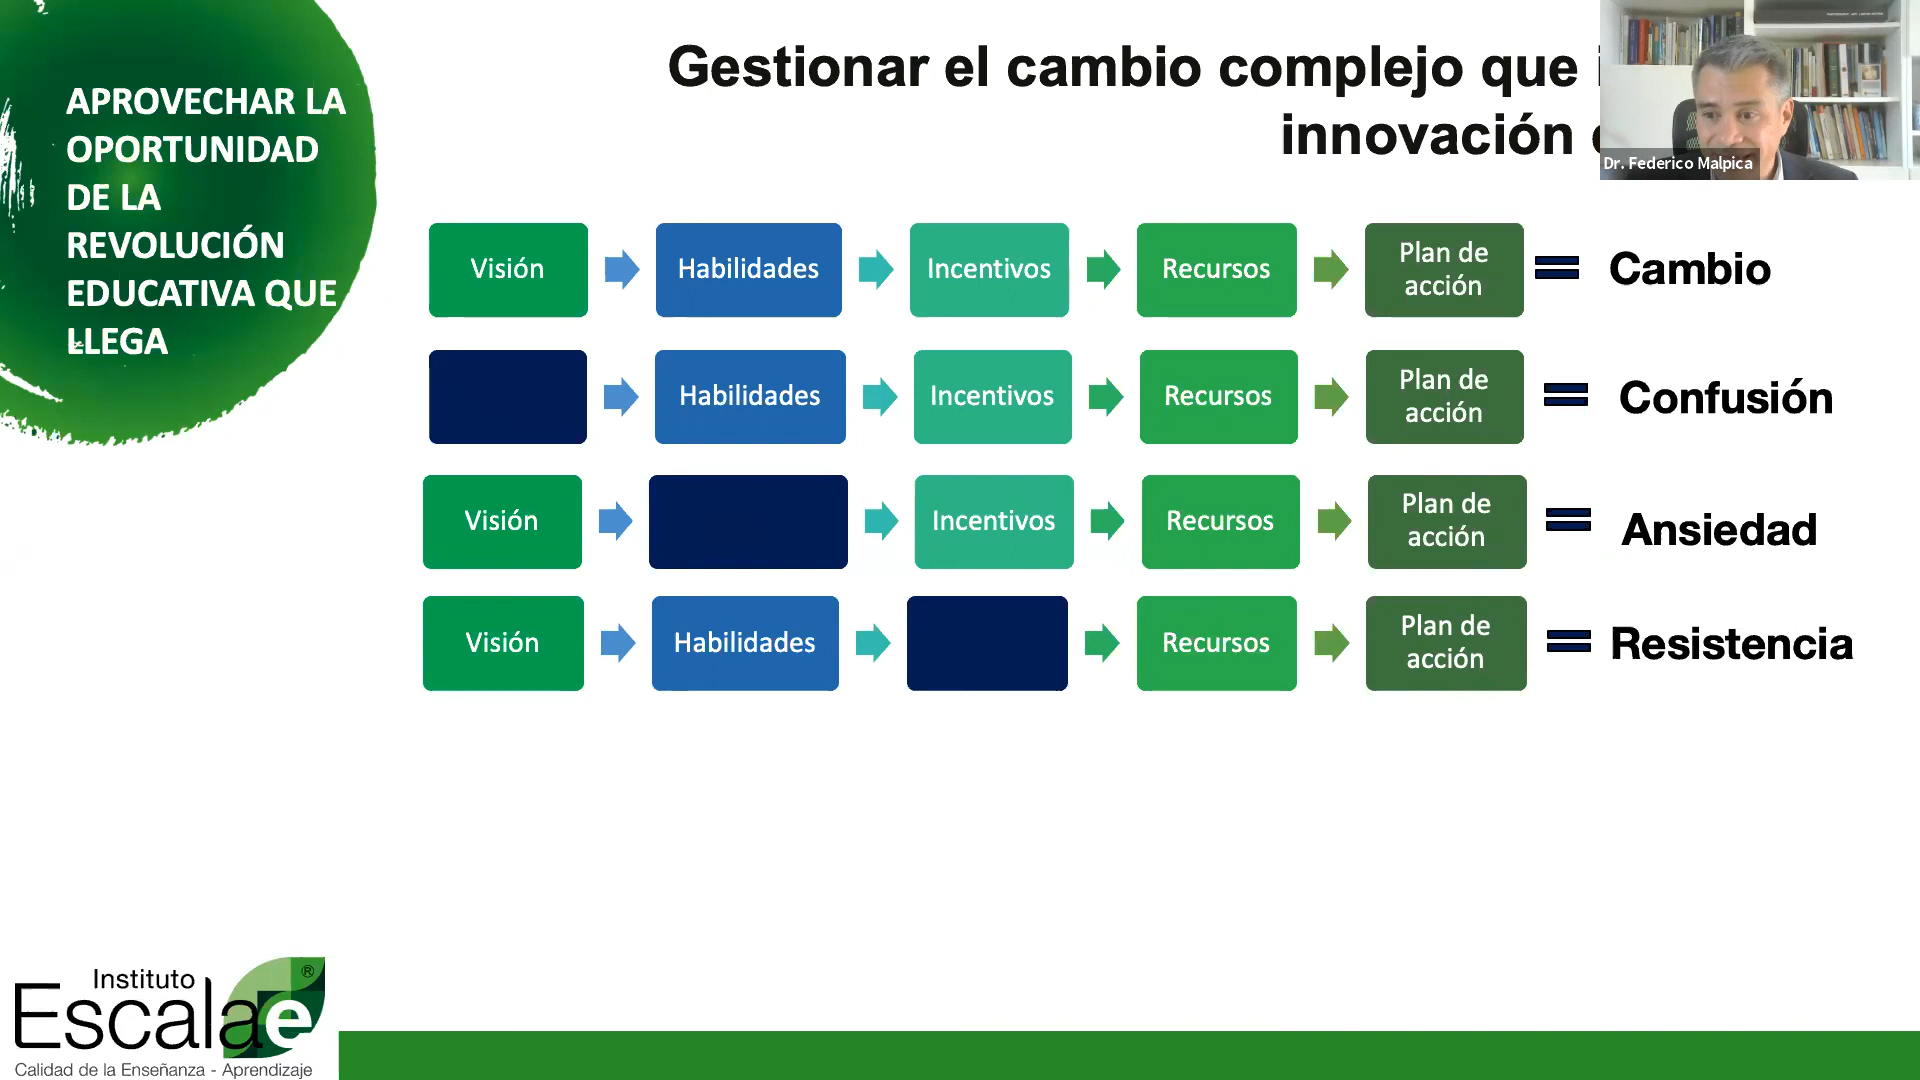 APROVECHAR LA
OPORTUNIDAD
DE LA
REVOLUCIÓN
EDUCATIVA QUE
LLEGA
Gestionar el cambio complejo que
innovación
Dr. Federico Malpica
Visión Habilidades Incentivos Recursos Plan de acción = Cambio
Habilidades Incentivos Recursos Plan de acción = Confusión
Visión Incentivos Recursos Plan de acción = Ansiedad
Visión Habilidades Recursos Plan de acción = Resistencia
Instituto
Escalae ®
Calidad de la Enseñanza - Aprendizaje